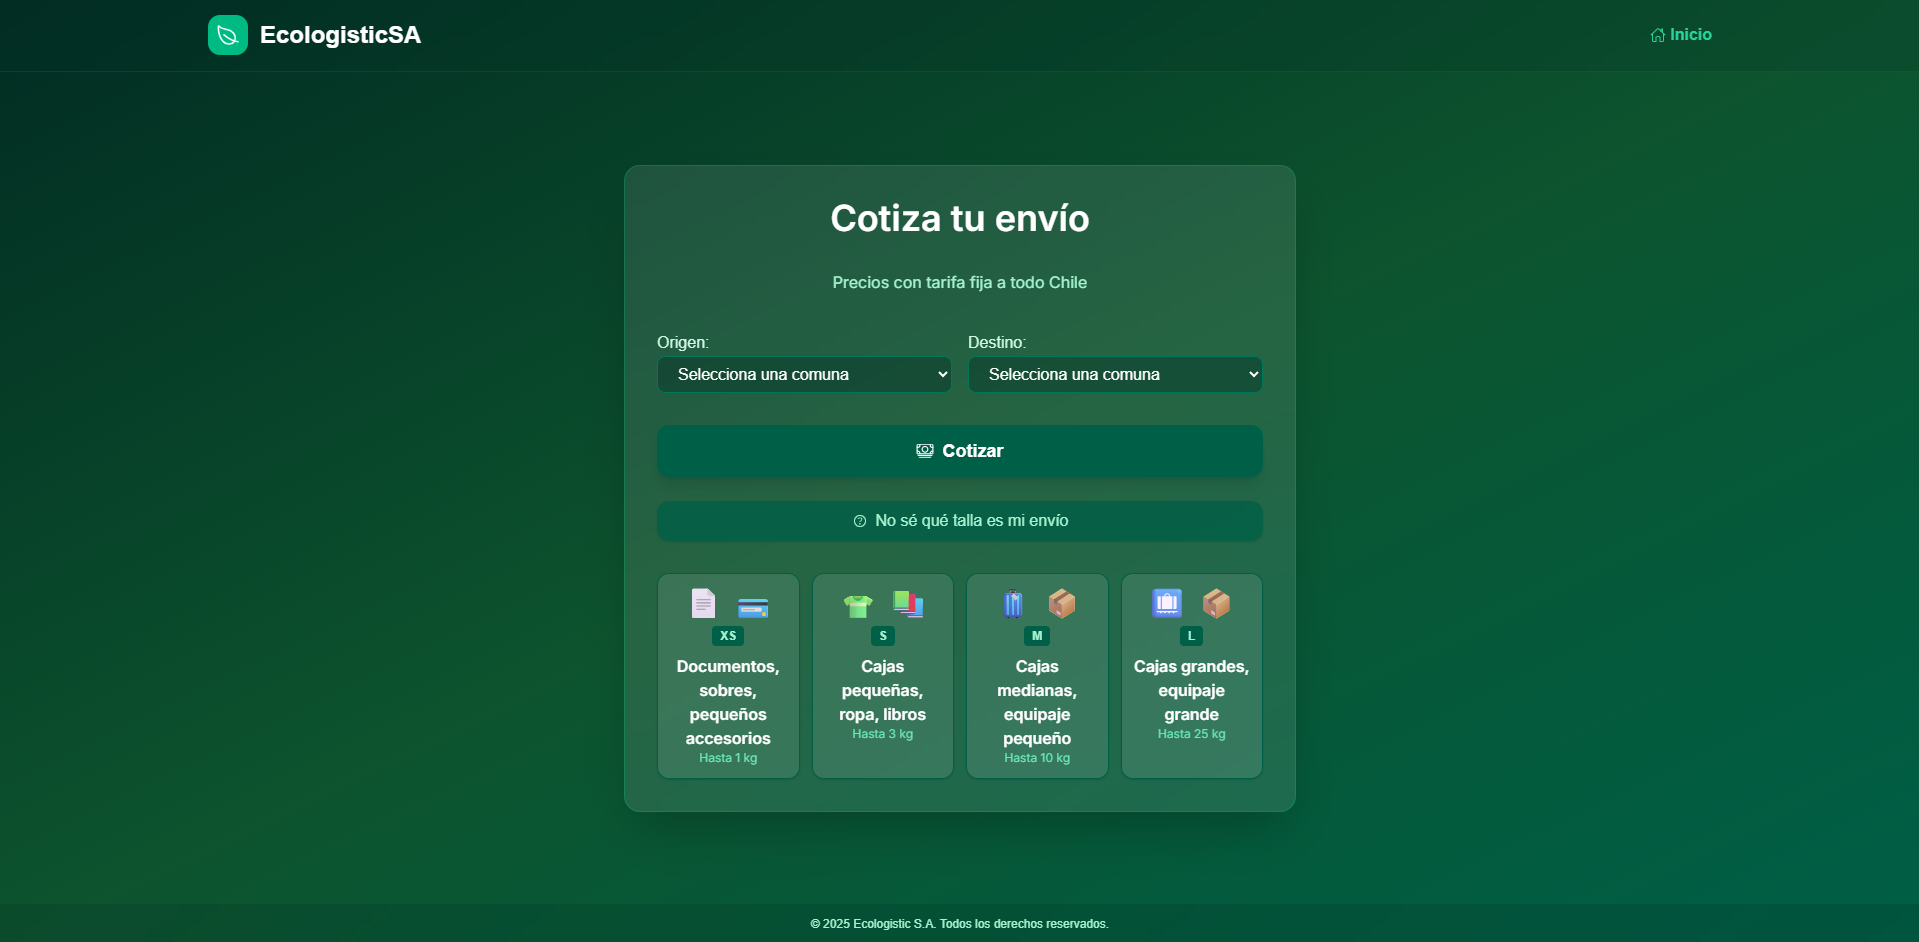 EcologisticSA
Inicio
Cotiza tu envío
Precios con tarifa fija a todo Chile
Origen:
Destino:
Selecciona una comuna
Selecciona una comuna
Cotizar
No sé qué talla es mi envío
XS
Documentos,
sobres,
pequeños
accesorios
Hasta 1 kg
S
Cajas
pequeñas,
ropa, libros
Hasta 3 kg
M
Cajas
medianas,
equipaje
pequeño
Hasta 10 kg
L
Cajas grandes,
equipaje
grande
Hasta 25 kg
© 2025 Ecologistic S.A. Todos los derechos reservados.